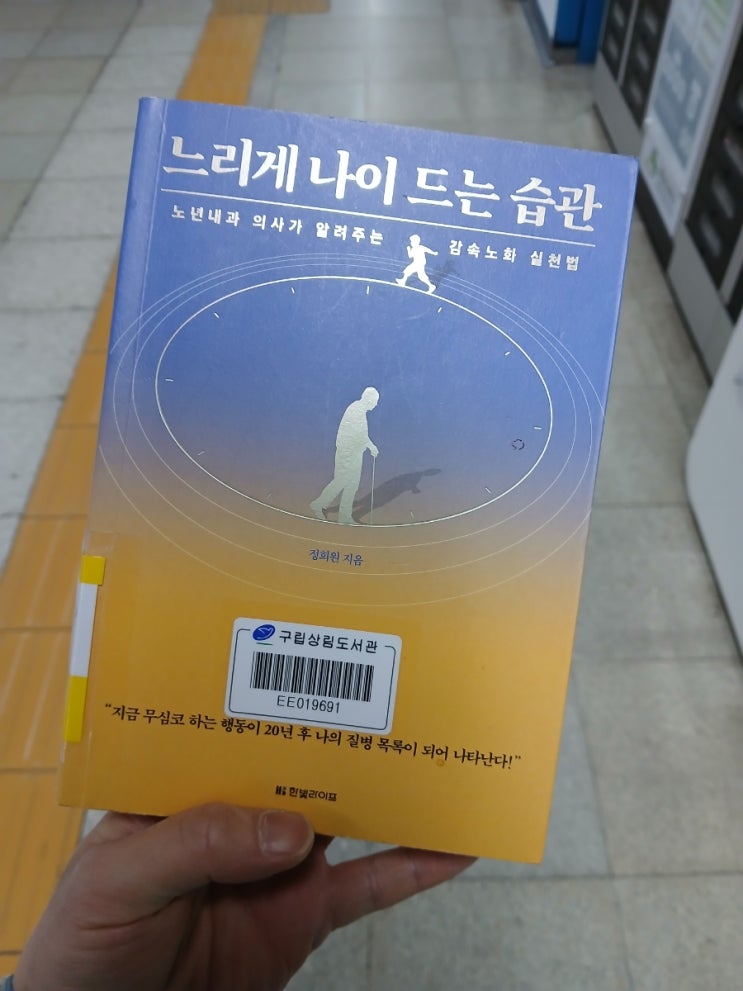 느리게 나이 드는 습관
노년내과 의사가 알려주는 감속노화 실천법
정희원 지음
구립상림도서관
EE019691
“지금 무심코 하는 행동이 20년 후 나의 질병 목록이 되어 나타난다!”
한빛라이프